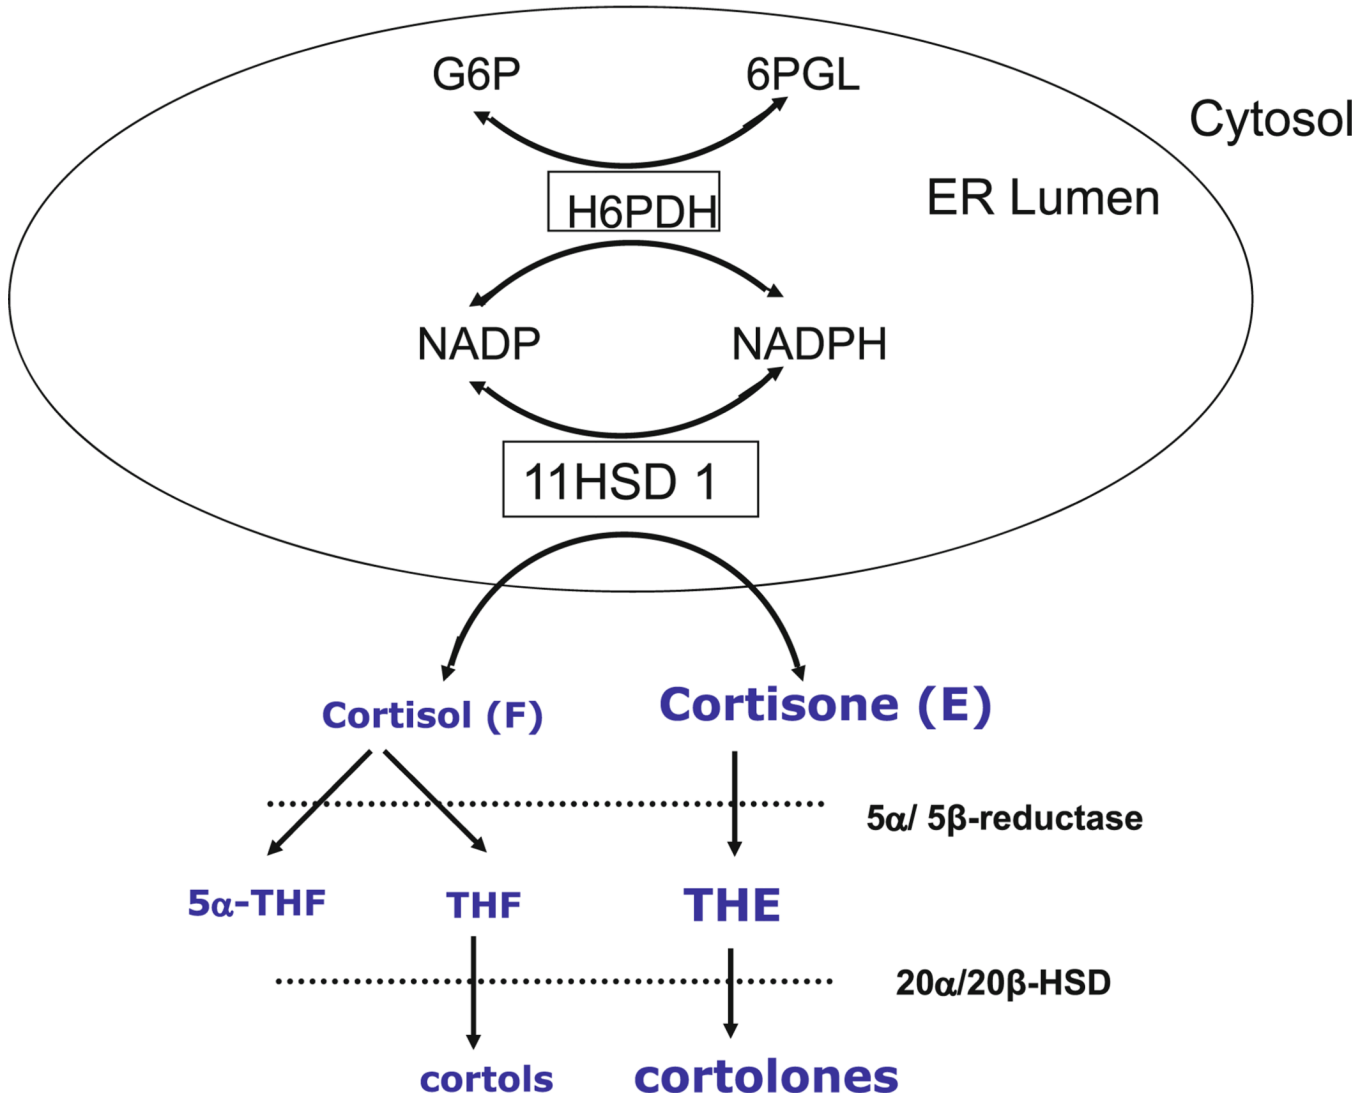 G6P
6PGL
Cytosol
ER Lumen
H6PDH
NADP
NADPH
11HSD 1
Cortisol (F)
Cortisone (E)
5α/ 5β-reductase
5α-THF
THF
THE
20α/20β-HSD
cortols
cortolones